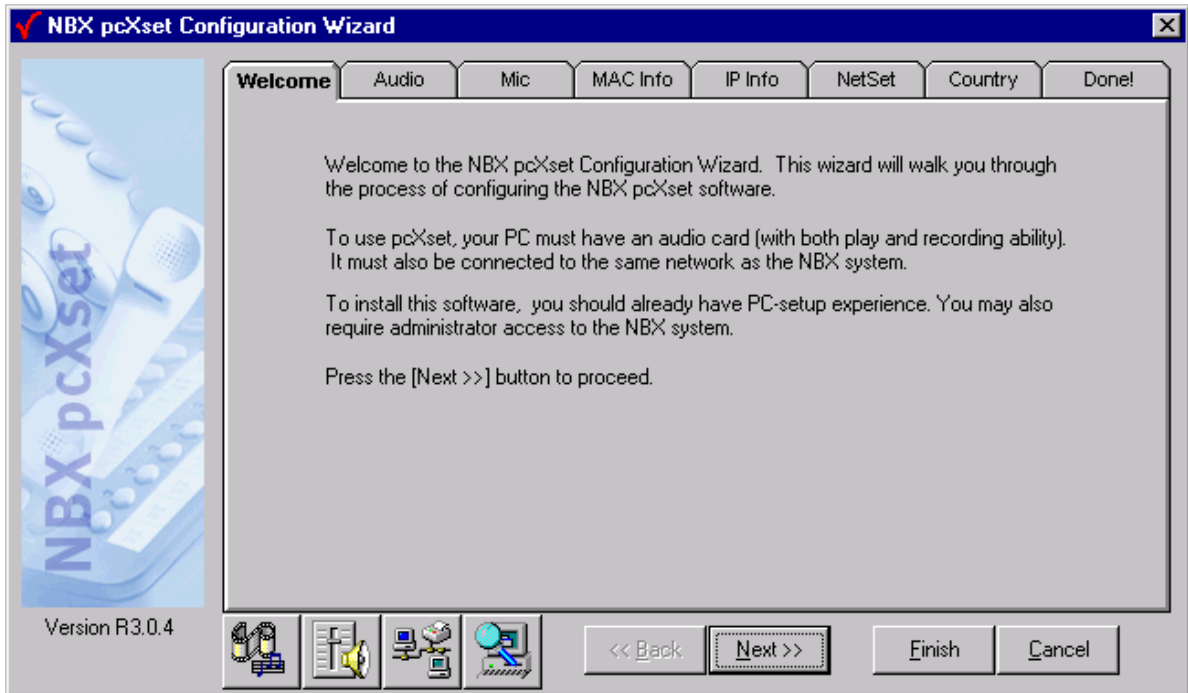 NBX pcXset Configuration Wizard
Welcome
Audio
Mic
MAC Info
IP Info
NetSet
Country
Done!
Welcome to the NBX pcXset Configuration Wizard.  This wizard will walk you through
the process of configuring the NBX pcXset software.
To use pcXset, your PC must have an audio card (with both play and recording ability).
It must also be connected to the same network as the NBX system.
To install this software,  you should already have PC-setup experience. You may also
require administrator access to the NBX system.
Press the [Next >>] button to proceed.
NBX pcXset
Version R3.0.4
<< Back
Next >>
Finish
Cancel